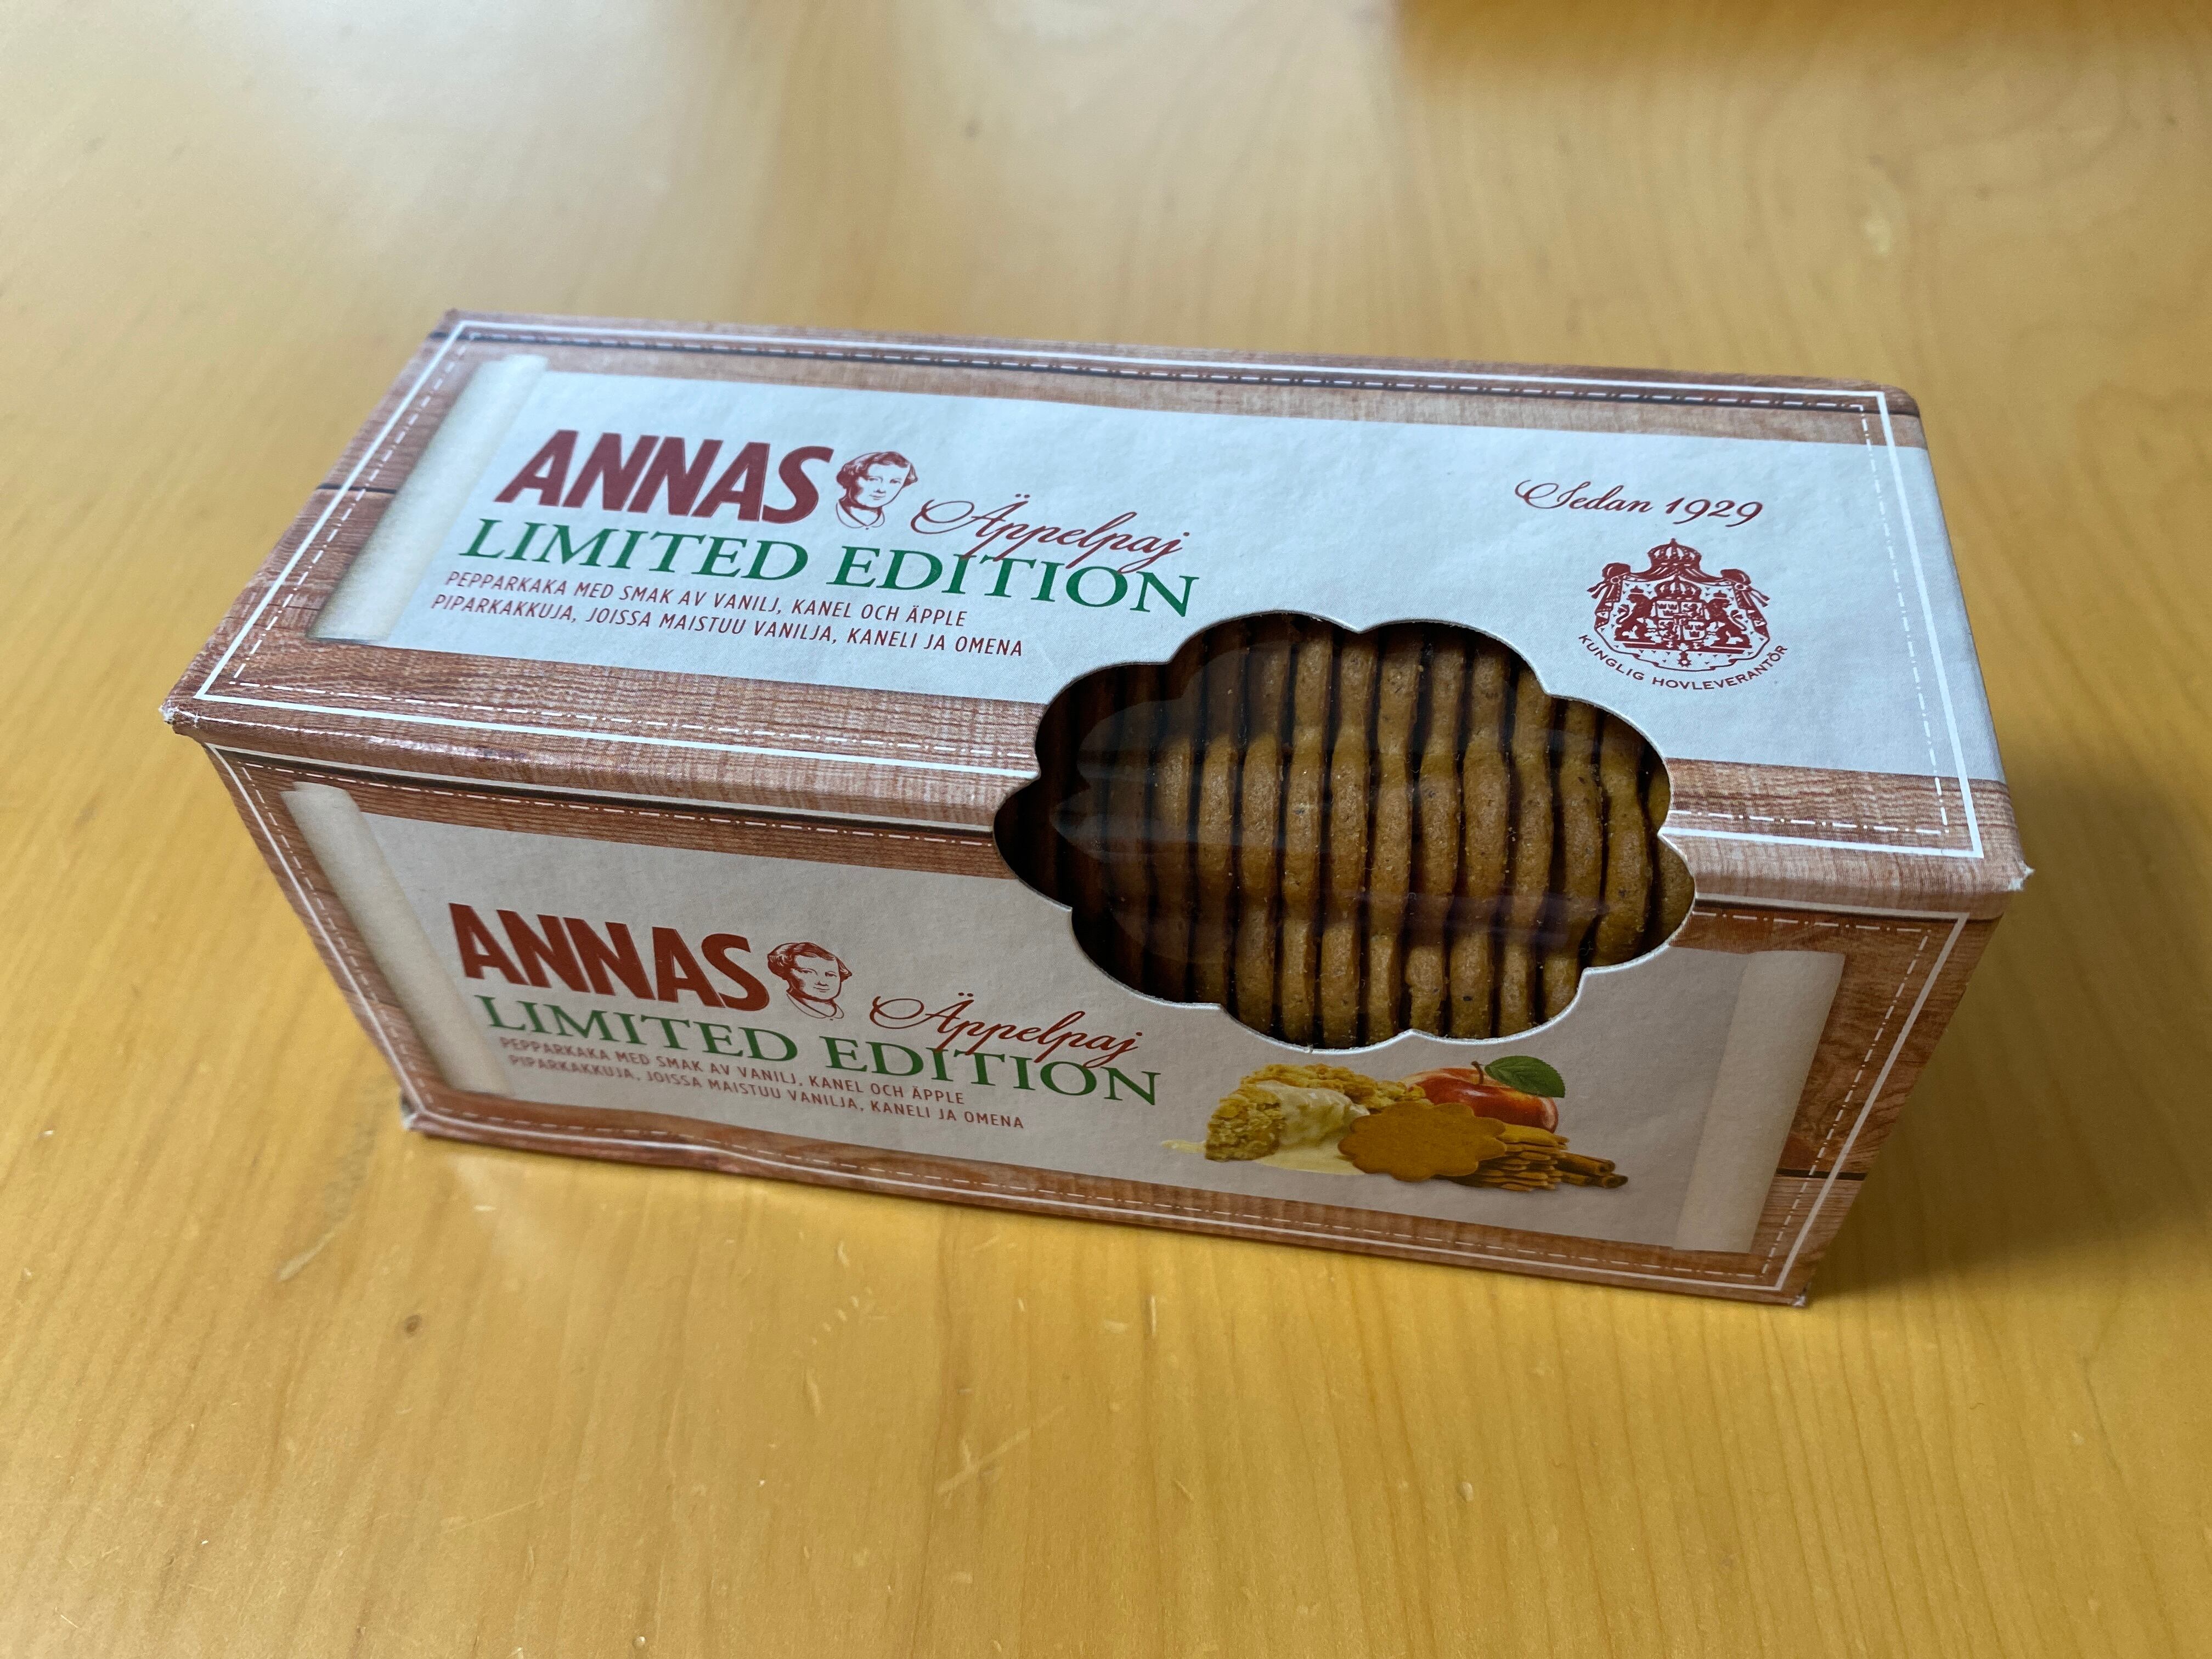 ANNAS
Äppelpaj
LIMITED EDITION
PEPPARKAKA MED SMAK AV VANILJ, KANEL OCH ÄPPLE
PIPARKAKKUJA, JOISSA MAISTUU VANILJA, KANELI JA OMENA
Sedan 1929
KUNGLIG HOVLEVERANTÖR
ANNAS
Äppelpaj
LIMITED EDITION
PEPPARKAKA MED SMAK AV VANILJ, KANEL OCH ÄPPLE
PIPARKAKKUJA, JOISSA MAISTUU VANILJA, KANELI JA OMENA